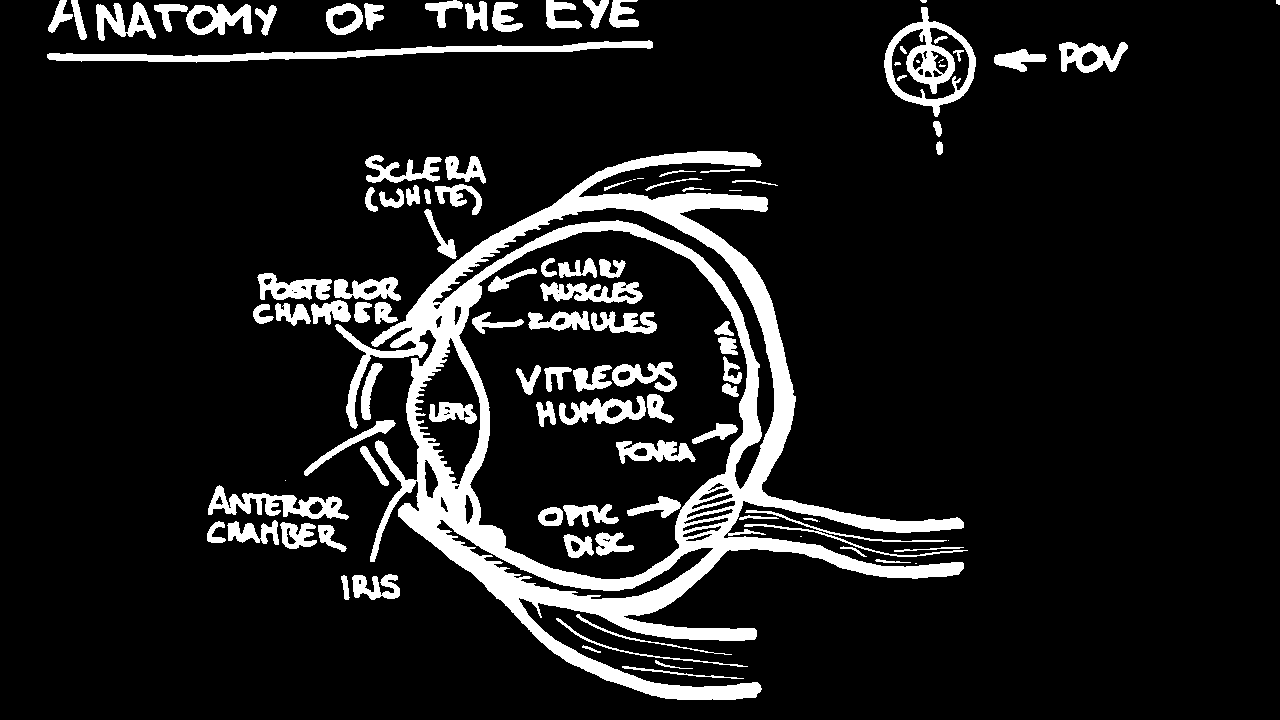 ANATOMY OF THE EYE
POV
SCLERA
(WHITE)
POSTERIOR
CHAMBER
CILIARY
MUSCLES
ZONULES
RETINA
VITREOUS
HUMOUR
LENS
FOVEA
ANTERIOR
CHAMBER
OPTIC
DISC
IRIS